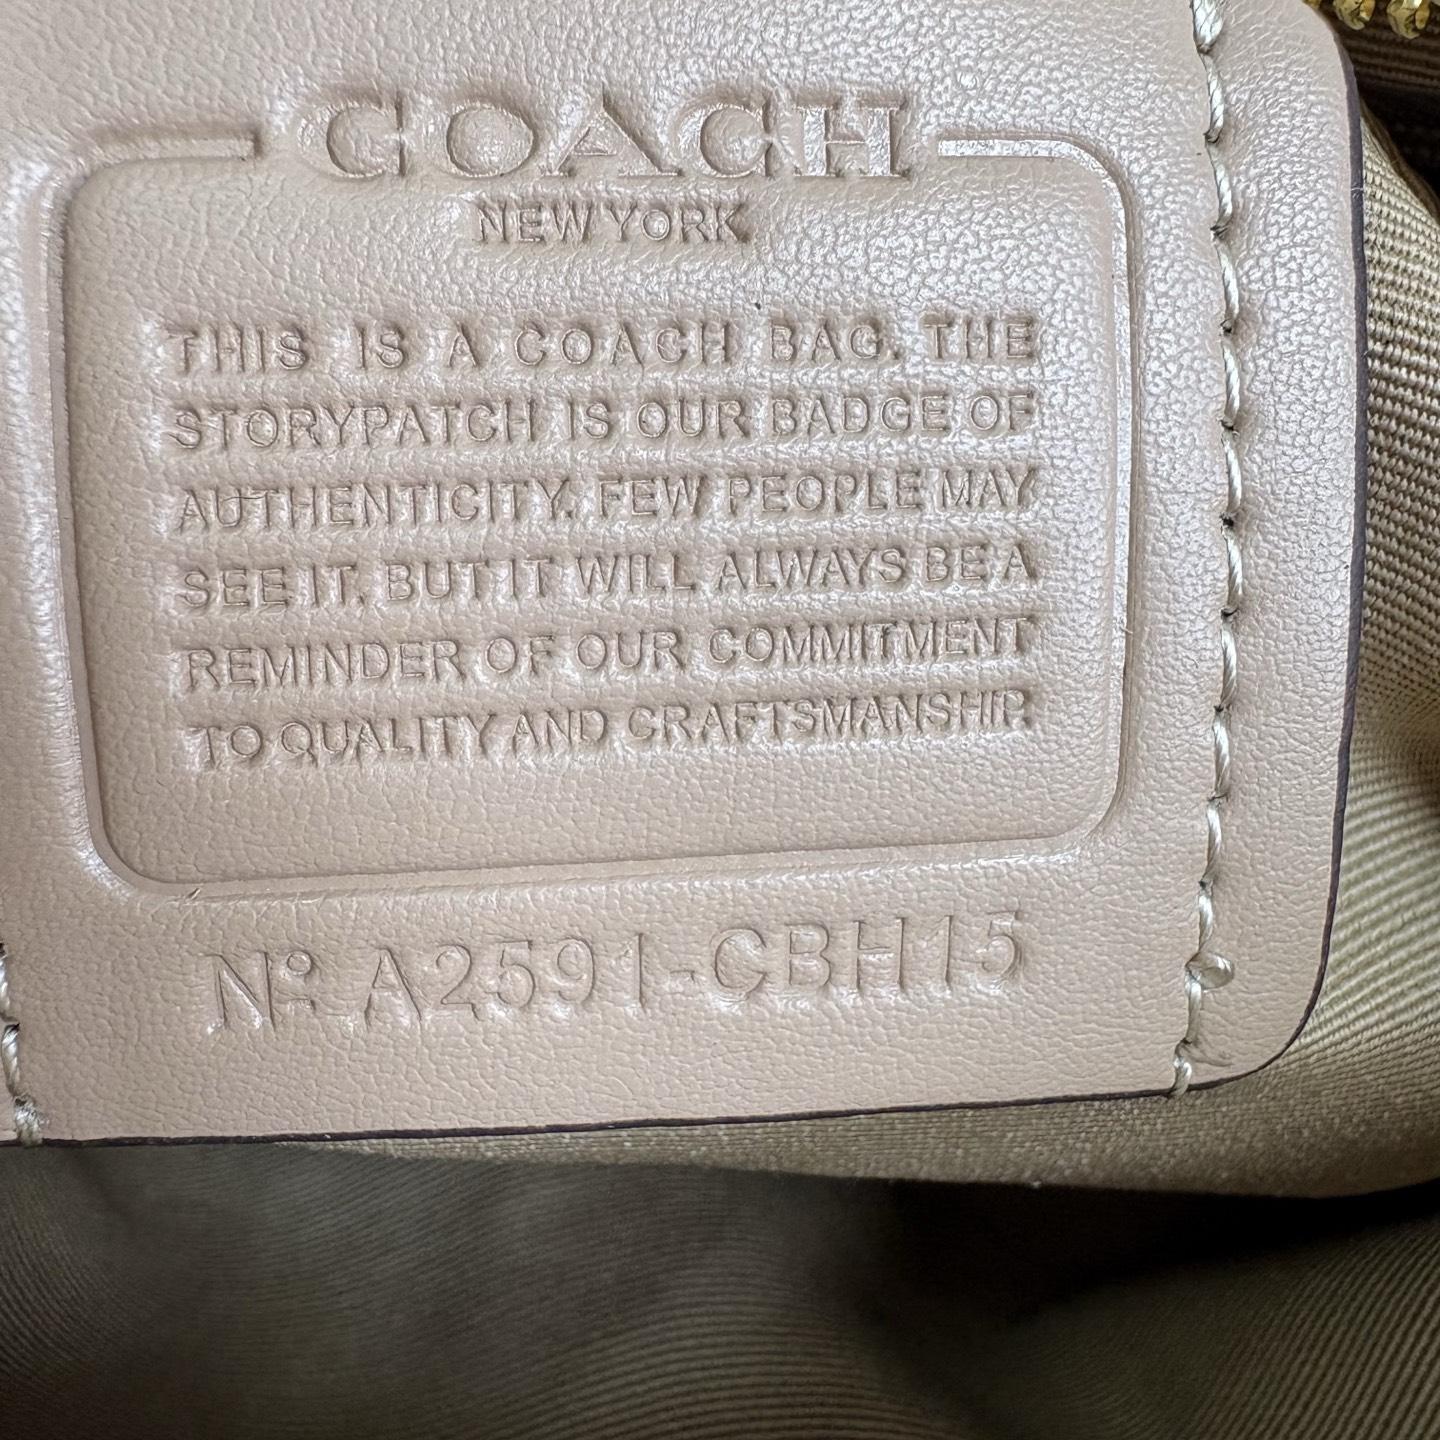 COACH
NEW YORK
THIS IS A COACH BAG. THE
STORYPATCH IS OUR BADGE OF
AUTHENTICITY. FEW PEOPLE MAY
SEE IT, BUT IT WILL ALWAYS BE A
REMINDER OF OUR COMMITMENT
TO QUALITY AND CRAFTSMANSHIP.
Nº A2591-CBH15